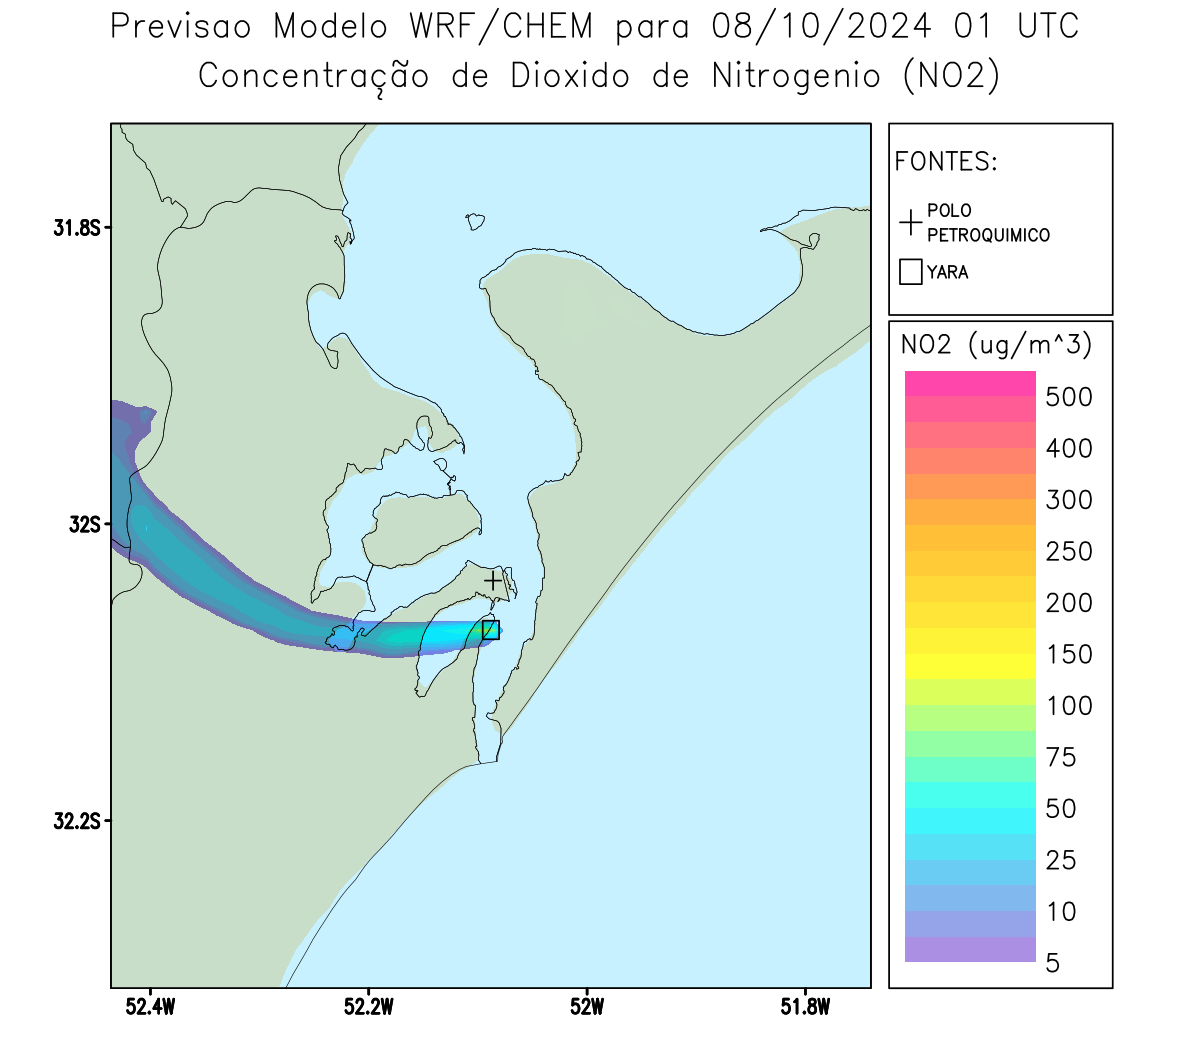 Previsao Modelo WRF/CHEM para 08/10/2024 01 UTC
Concentração de Dioxido de Nitrogenio (NO2)
FONTES:
POLO
PETROQUIMICO
YARA
NO2 (ug/m^3)
500
400
300
250
200
150
100
75
50
25
10
5
31.8S
32S
32.2S
52.4W
52.2W
52W
51.8W